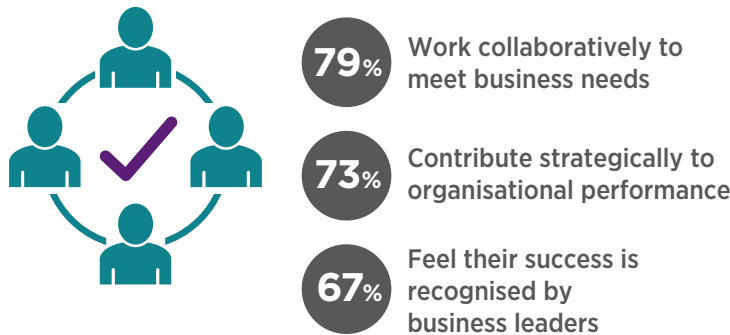 79%
Work collaboratively to
meet business needs
73%
Contribute strategically to
organisational performance
67%
Feel their success is
recognised by
business leaders